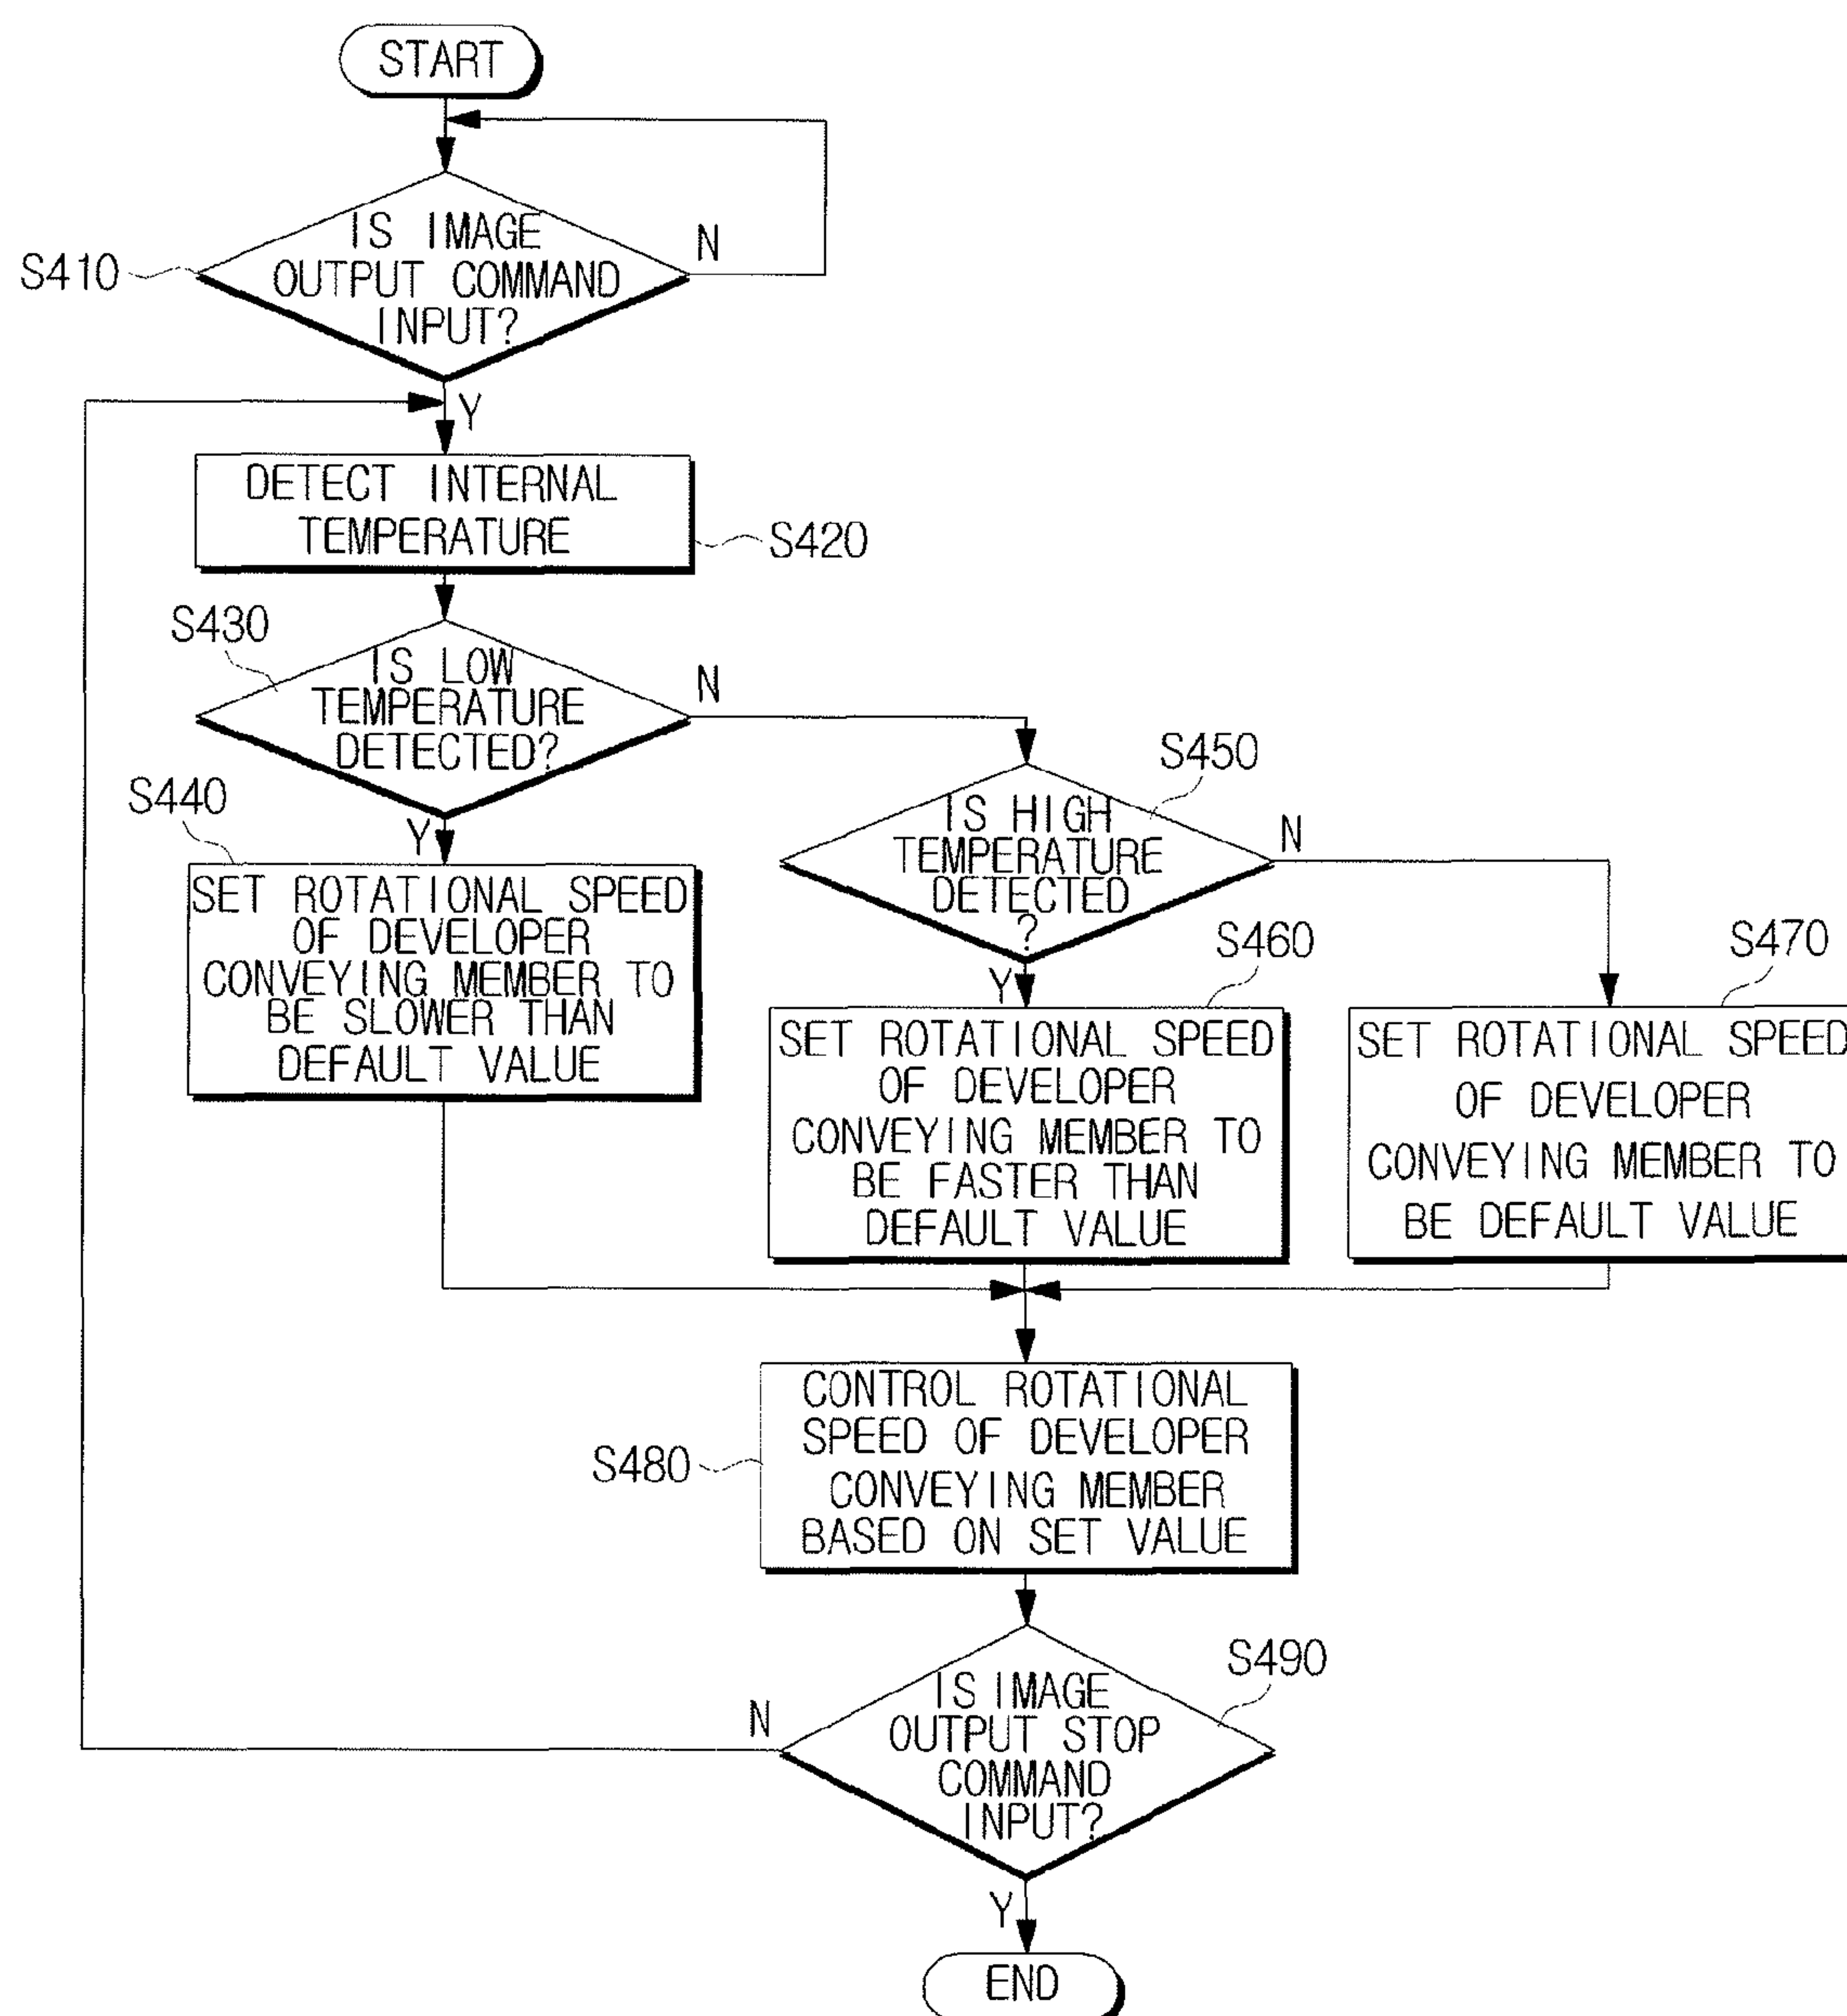 START
S410
IS IMAGE
OUTPUT COMMAND
INPUT?
N
Y
DETECT INTERNAL
TEMPERATURE
S420
S430
IS LOW
TEMPERATURE
DETECTED?
N
S440
Y
SET ROTATIONAL SPEED
OF DEVELOPER
CONVEYING MEMBER TO
BE SLOWER THAN
DEFAULT VALUE
S450
IS HIGH
TEMPERATURE
DETECTED
?
N
Y
S460
SET ROTATIONAL SPEED
OF DEVELOPER
CONVEYING MEMBER TO
BE FASTER THAN
DEFAULT VALUE
S470
SET ROTATIONAL SPEED
OF DEVELOPER
CONVEYING MEMBER TO
BE DEFAULT VALUE
S480
CONTROL ROTATIONAL
SPEED OF DEVELOPER
CONVEYING MEMBER
BASED ON SET VALUE
S490
IS IMAGE
OUTPUT STOP
COMMAND
INPUT?
N
Y
END